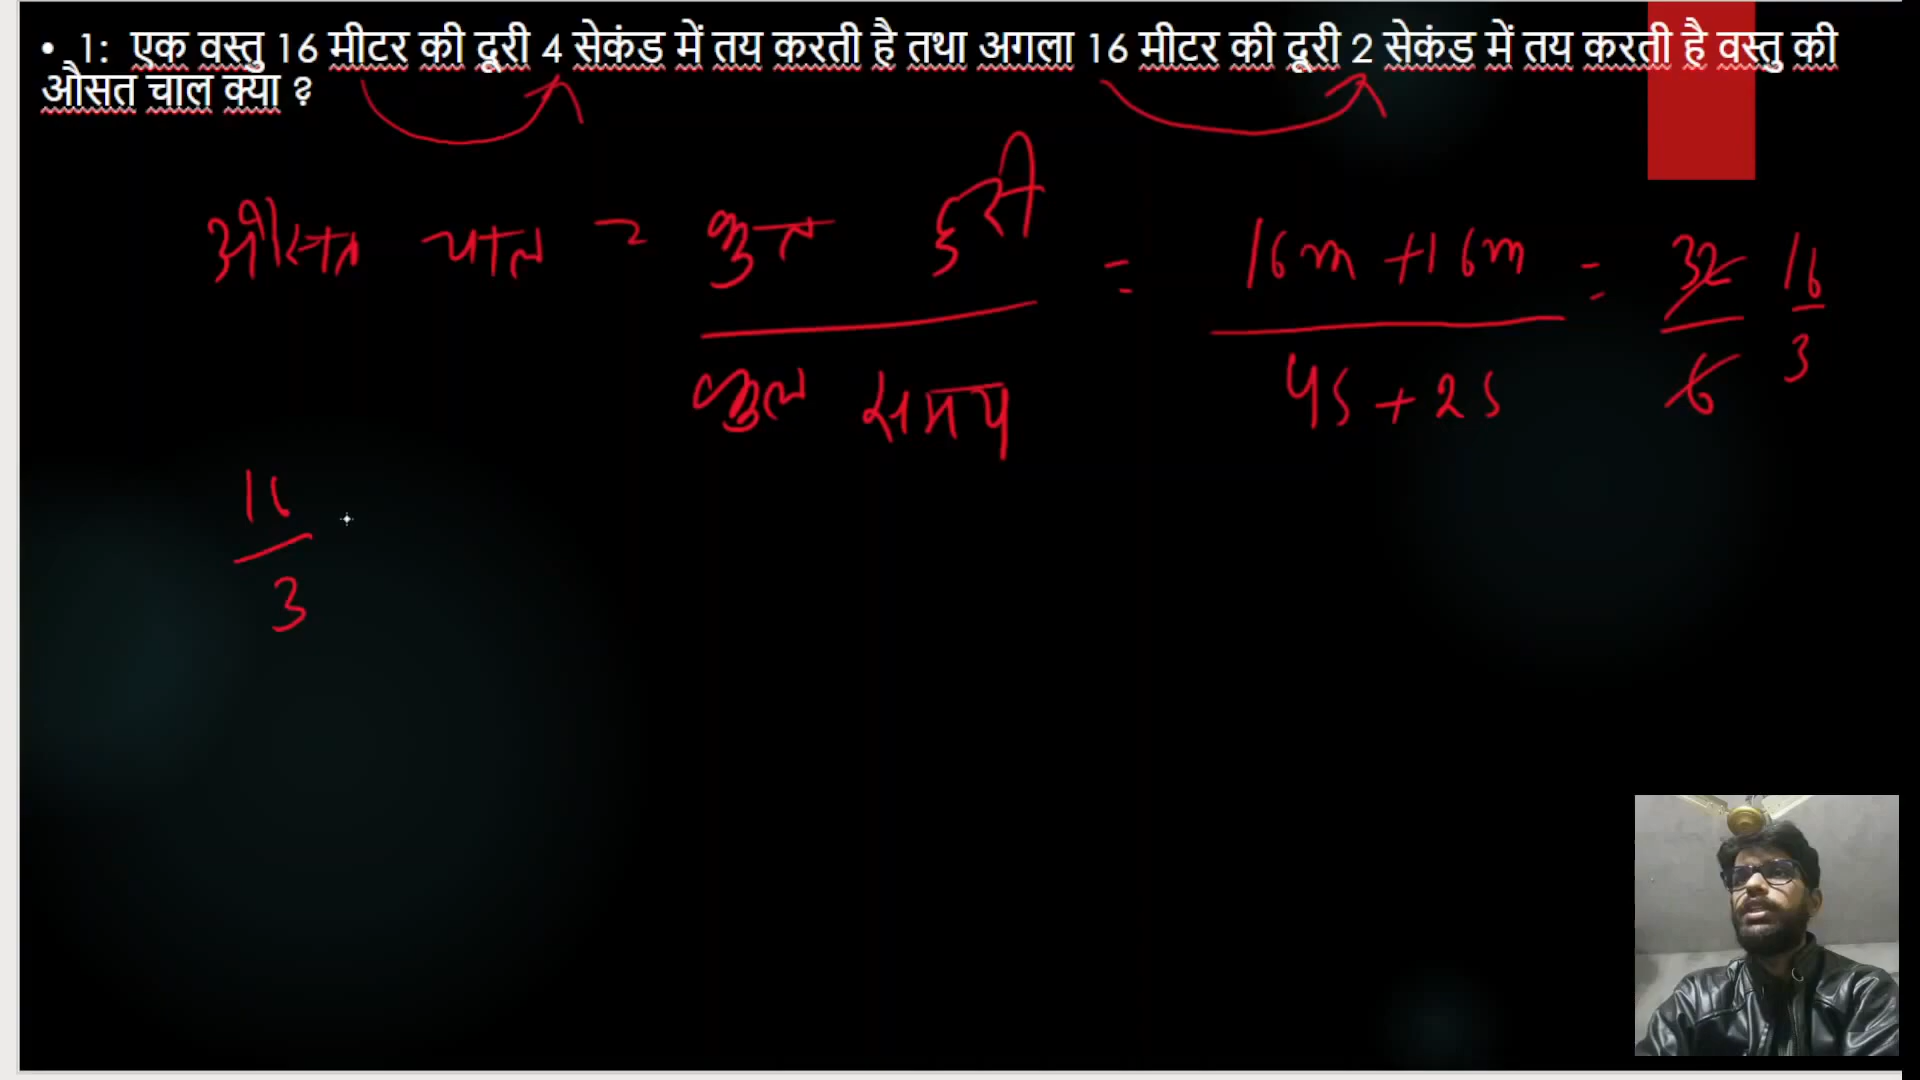 • 1: एक वस्तु 16 मीटर की दूरी 4 सेकंड में तय करती है तथा अगला 16 मीटर की दूरी 2 सेकंड में तय करती है वस्तु की
औसत चाल क्या ?
औसत चाल = कुल दूरी = 16m + 16m = 32 16
कुल समय 4s + 2s 6 3
16
3